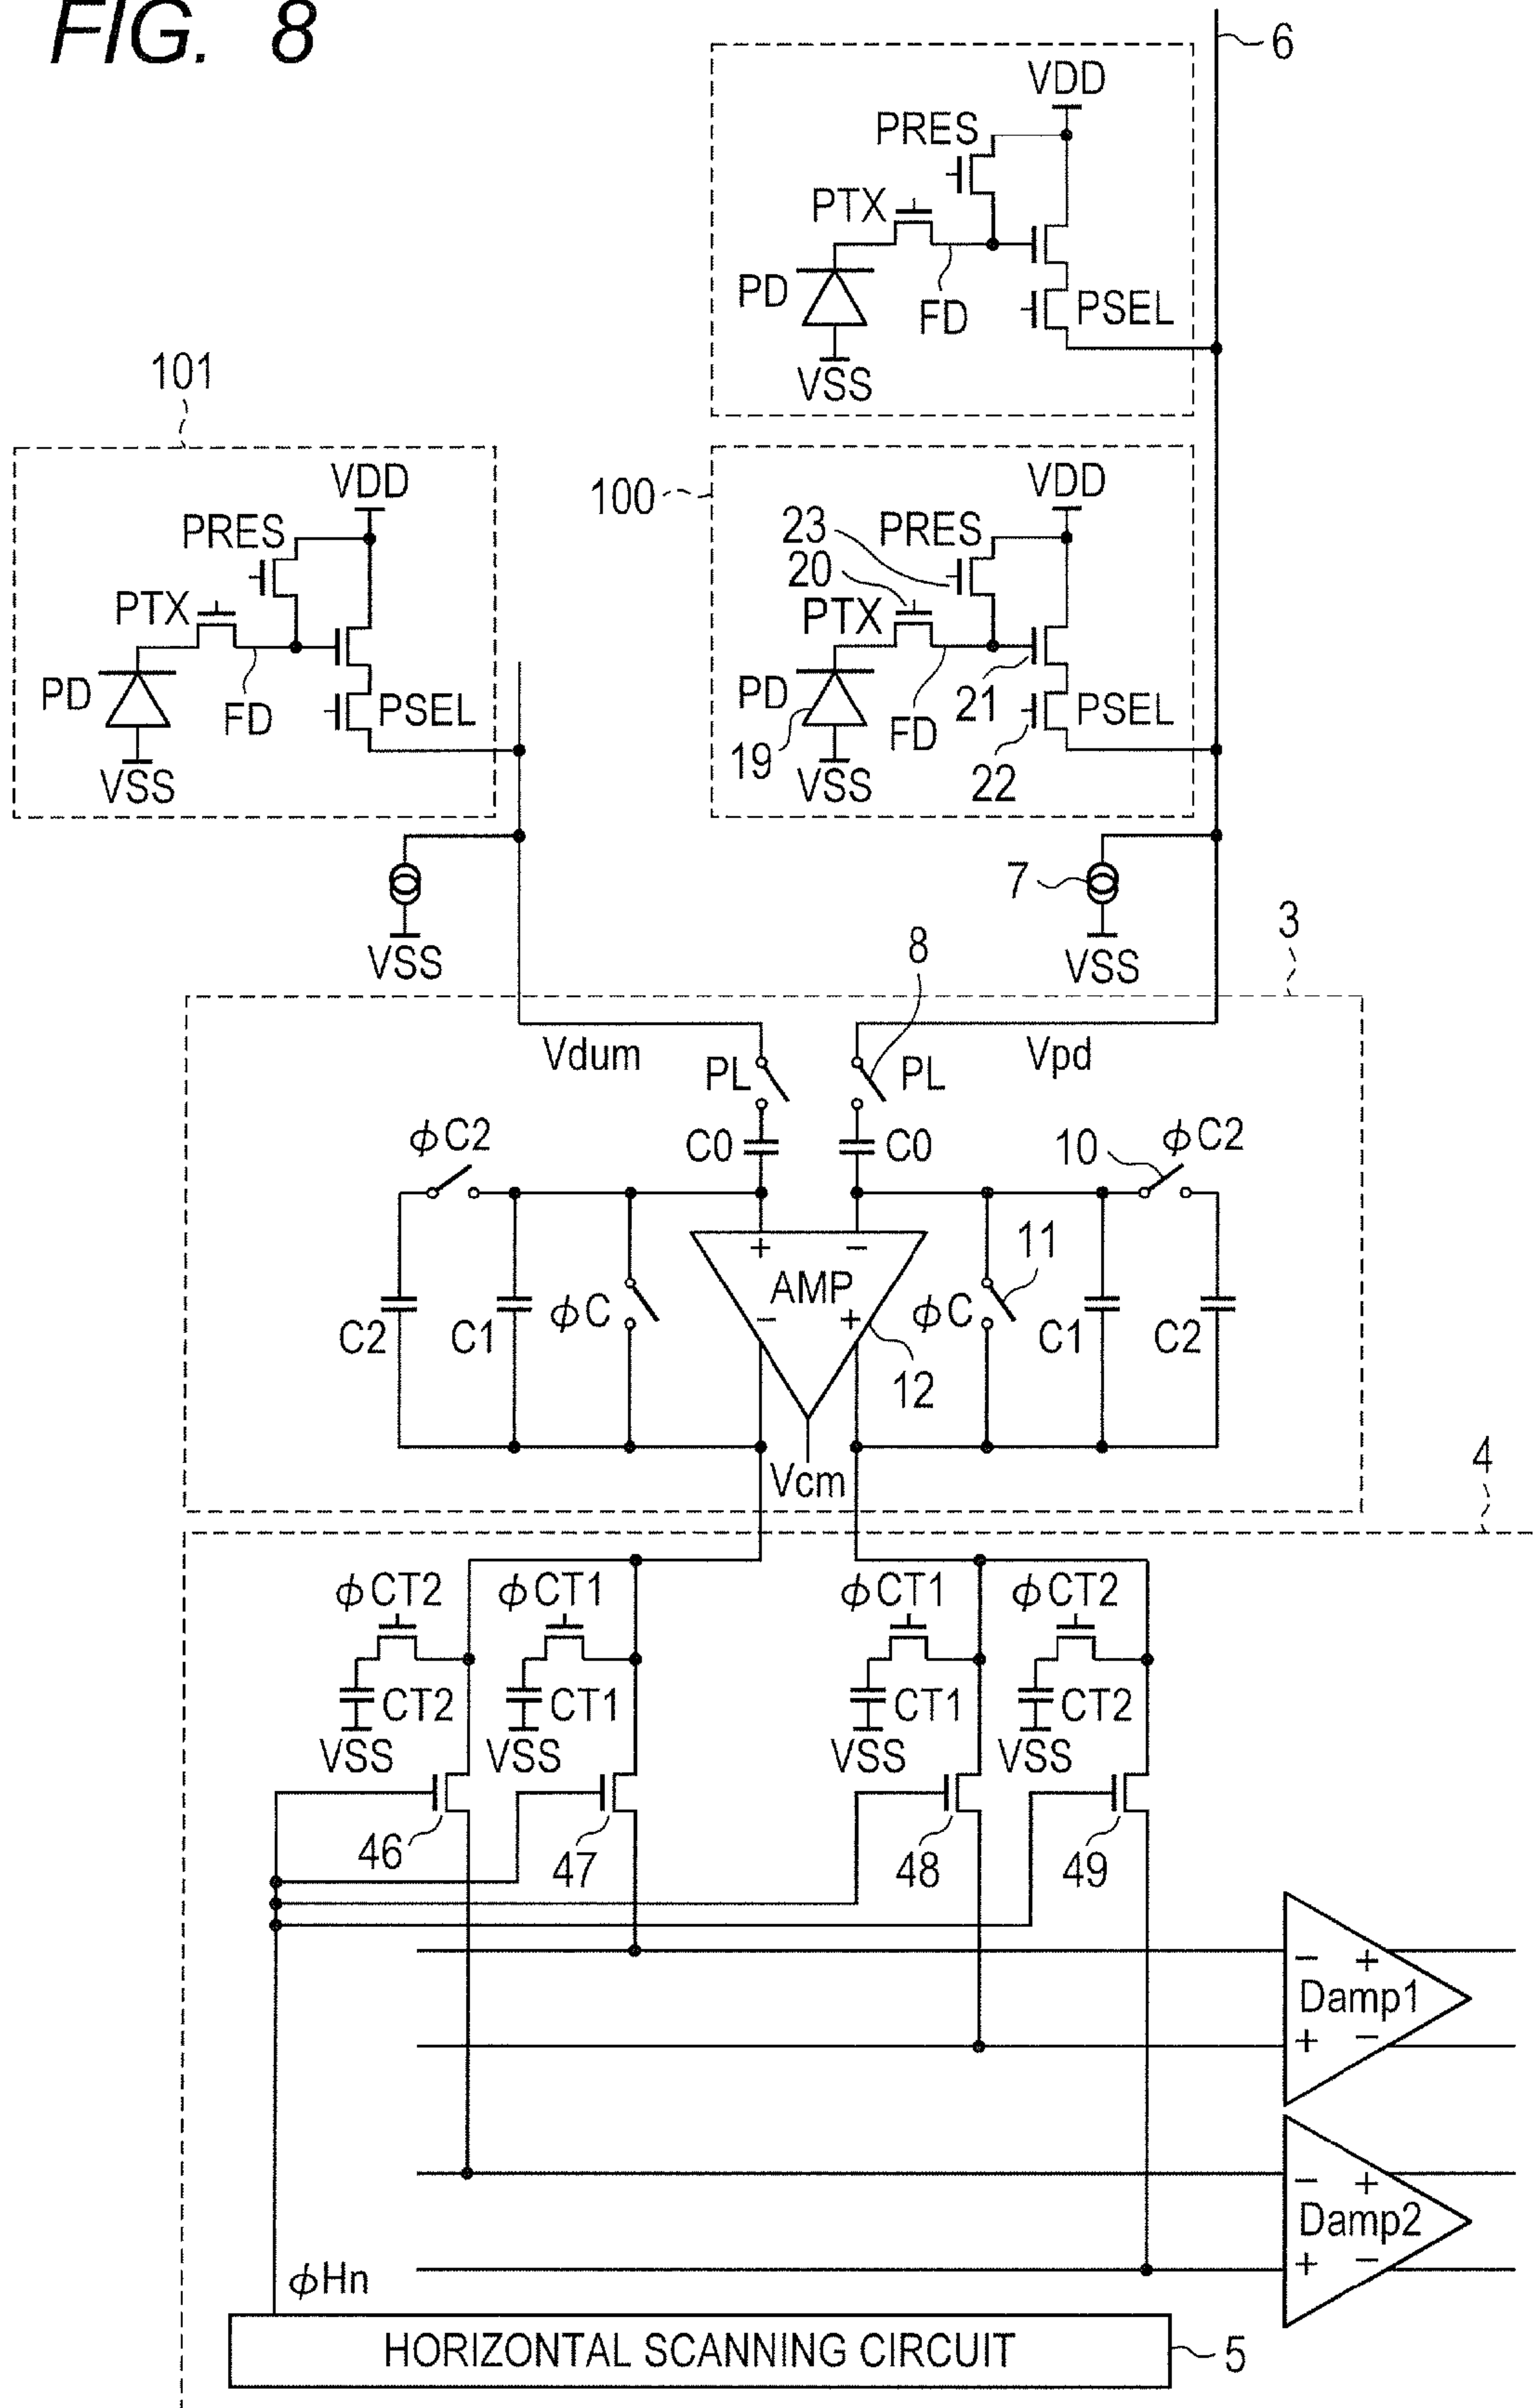 FIG. 8
6
VDD
PRES
PTX
PD
FD
PSEL
VSS
101
VDD
PRES
PTX
PD
FD
PSEL
VSS
VSS
100
VDD
23
PRES
20
PTX
PD
FD
21
PSEL
19
VSS
22
7
VSS
3
8
Vdum
Vpd
PL
PL
C0
C0
ϕC2
10
ϕC2
+
−
AMP
−
+
11
C2
C1
ϕC
ϕC
C1
C2
12
Vcm
4
ϕCT2
ϕCT1
ϕCT1
ϕCT2
CT2
CT1
CT1
CT2
VSS
VSS
VSS
VSS
46
47
48
49
− +
Damp1
+ −
− +
Damp2
+ −
ϕHn
HORIZONTAL SCANNING CIRCUIT
5